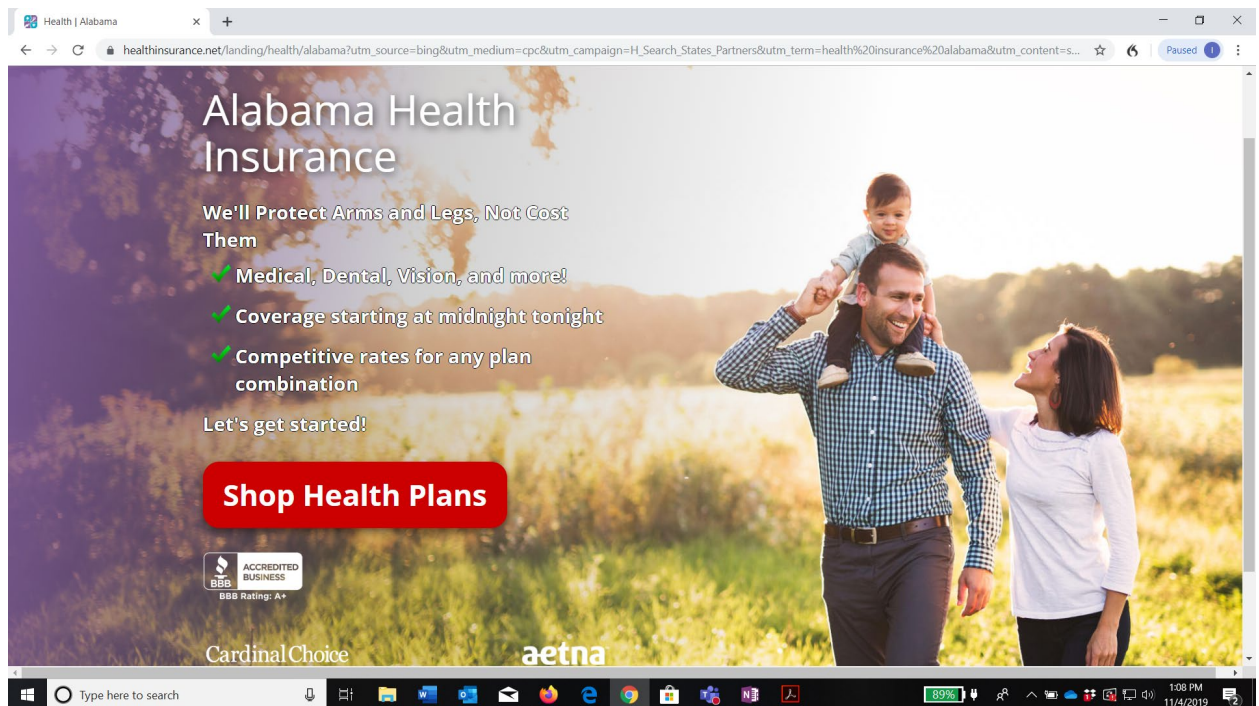 Health | Alabama
healthinsurance.net/landing/health/alabama?utm_source=bing&utm_medium=cpc&utm_campaign=H_Search_States_Partners&utm_term=health%20insurance%20alabama&utm_content=s...
Paused
Alabama Health
Insurance
We'll Protect Arms and Legs, Not Cost
Them
Medical, Dental, Vision, and more!
Coverage starting at midnight tonight
Competitive rates for any plan
combination
Let's get started!
Shop Health Plans
ACCREDITED
BUSINESS
BBB
BBB Rating: A+
Cardinal Choice aetna
Type here to search
89%
1:08 PM
11/4/2019
2